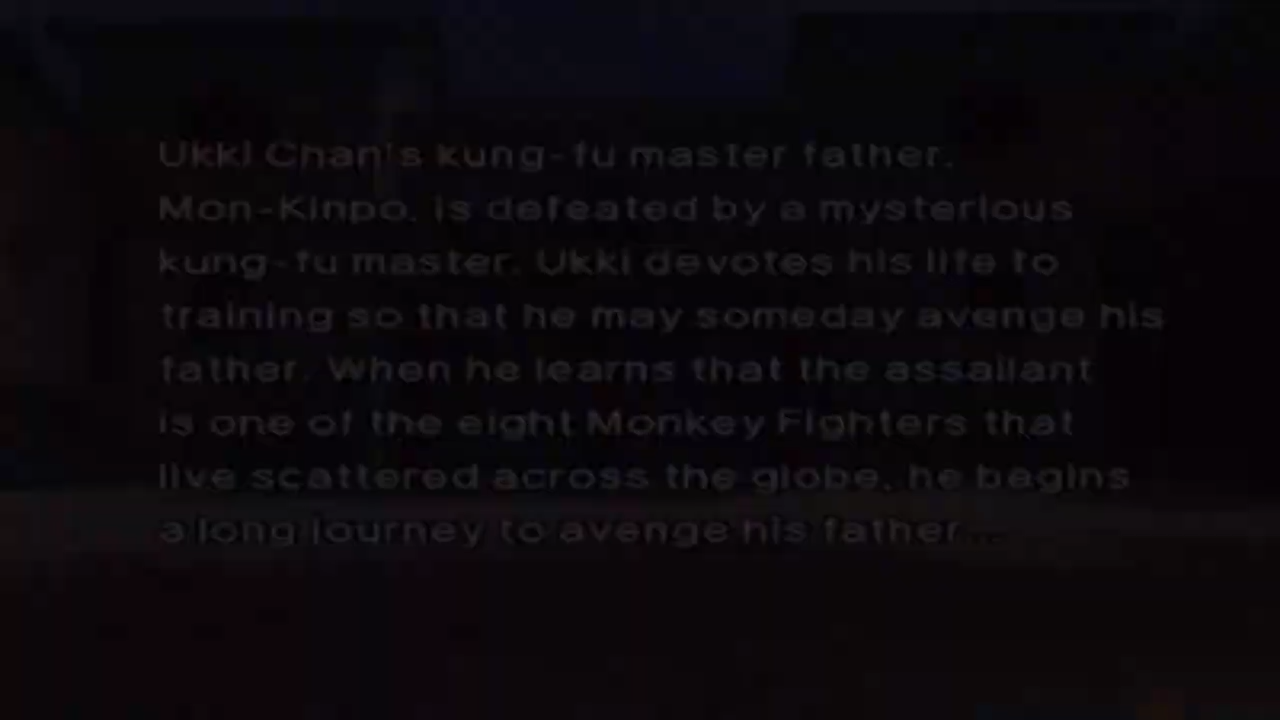 Ukki Chan's kung-fu master father,
Mon-Kinpo, is defeated by a mysterious
kung-fu master. Ukki devotes his life to
training so that he may someday avenge his
father. When he learns that the assailant
is one of the eight Monkey Fighters that
live scattered across the globe, he begins
a long journey to avenge his father...